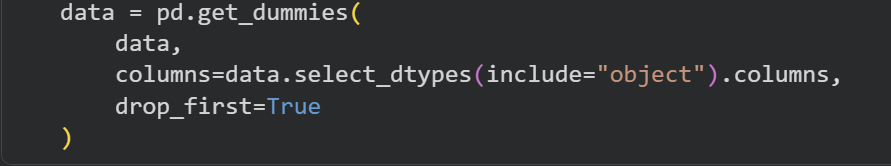 data = pd.get_dummies(
    data,
    columns=data.select_dtypes(include="object").columns,
    drop_first=True
)